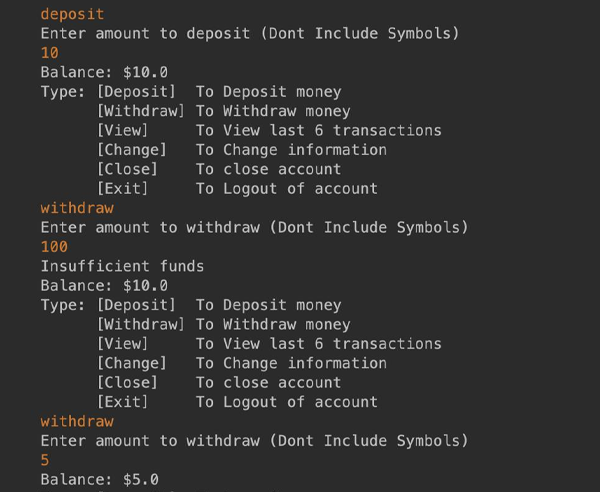 deposit
Enter amount to deposit (Dont Include Symbols)
10
Balance: $10.0
Type: [Deposit]  To Deposit money
      [Withdraw] To Withdraw money
      [View]     To View last 6 transactions
      [Change]   To Change information
      [Close]    To close account
      [Exit]     To Logout of account
withdraw
Enter amount to withdraw (Dont Include Symbols)
100
Insufficient funds
Balance: $10.0
Type: [Deposit]  To Deposit money
      [Withdraw] To Withdraw money
      [View]     To View last 6 transactions
      [Change]   To Change information
      [Close]    To close account
      [Exit]     To Logout of account
withdraw
Enter amount to withdraw (Dont Include Symbols)
5
Balance: $5.0